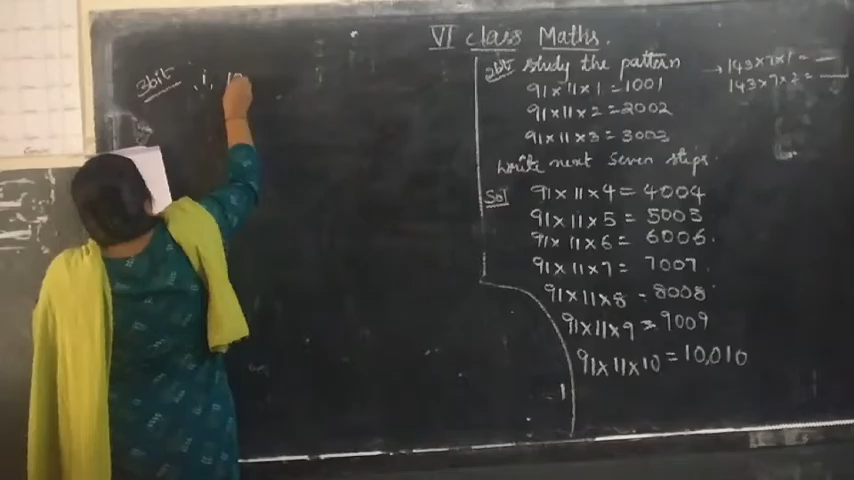 VI class Maths.
3bit i,
2bit study the pattern
91 x 11 x 1 = 1001
91 x 11 x 2 = 2002
91 x 11 x 3 = 3003
Write next seven steps.
Sol 91 x 11 x 4 = 4004
91 x 11 x 5 = 5005
91 x 11 x 6 = 6006.
91 x 11 x 7 = 7007.
91 x 11 x 8 = 8008
91 x 11 x 9 = 9009
91 x 11 x 10 = 10,010
→ 143 x 7 x 1 = —
143 x 7 x 2 = —